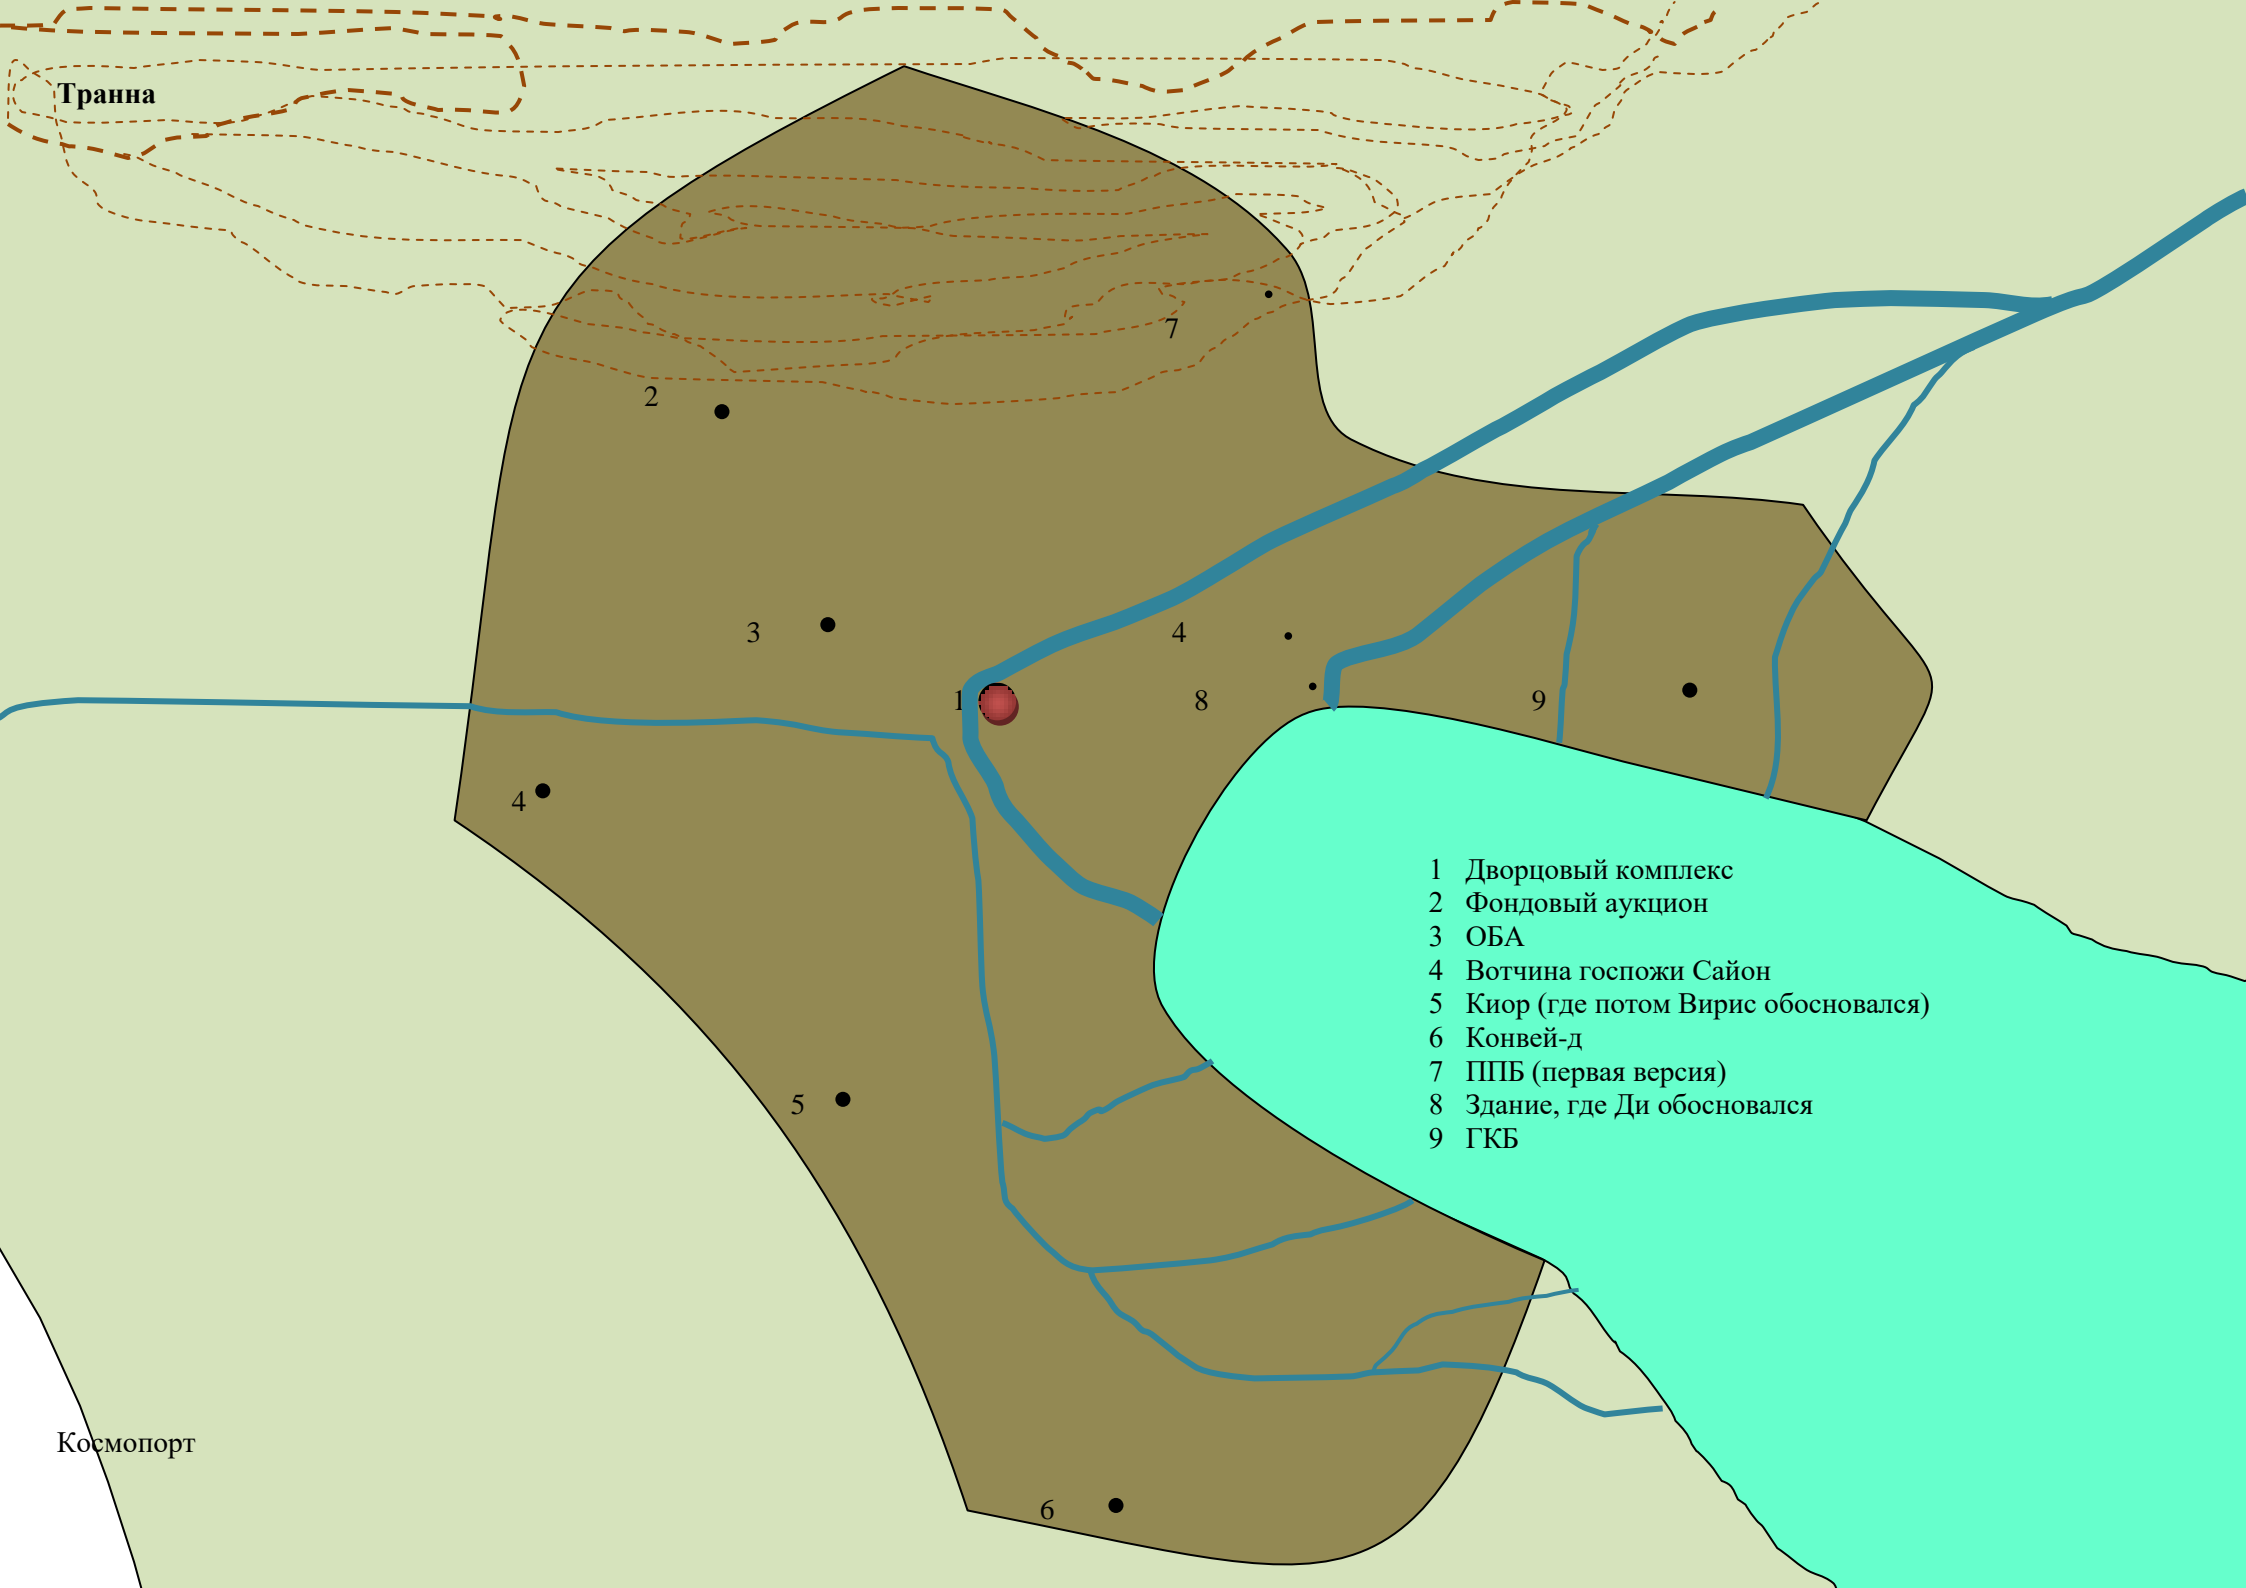 Транна
7
2
3
4
1
8
9
4
1 Дворцовый комплекс
2 Фондовый аукцион
3 ОБА
4 Вотчина госпожи Сайон
5 Киор (где потом Вирис обосновался)
6 Конвей-д
7 ППБ (первая версия)
8 Здание, где Ди обосновался
9 ГКБ
5
Космопорт
6